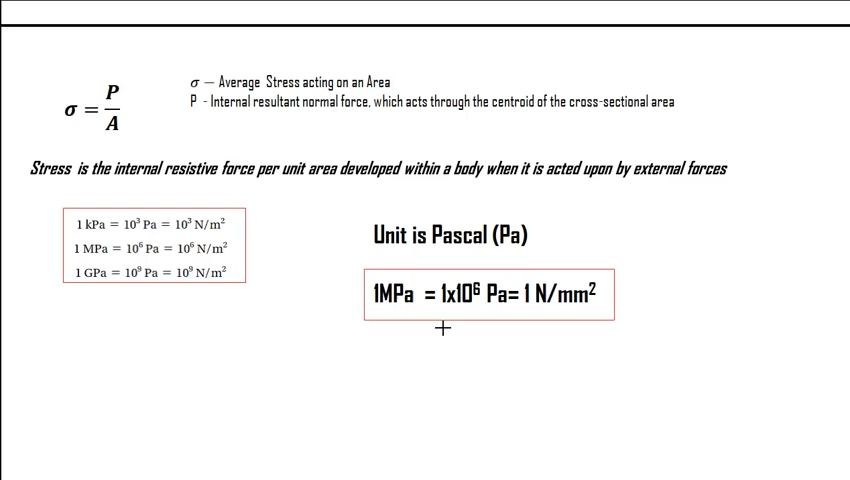 σ = P/A
σ – Average Stress acting on an Area
P - Internal resultant normal force, which acts through the centroid of the cross-sectional area
Stress is the internal resistive force per unit area developed within a body when it is acted upon by external forces
1 kPa = 10³ Pa = 10³ N/m²
1 MPa = 10⁶ Pa = 10⁶ N/m²
1 GPa = 10⁹ Pa = 10⁹ N/m²
Unit is Pascal (Pa)
1MPa = 1x10⁶ Pa= 1 N/mm²